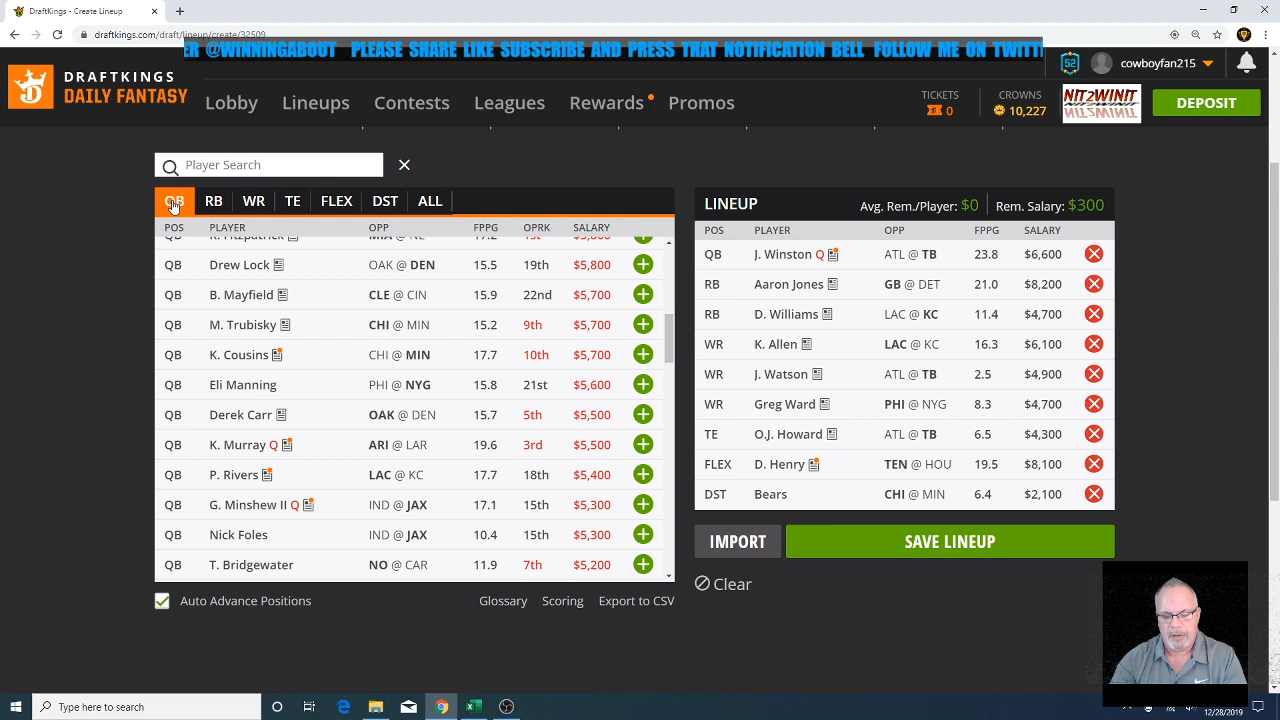 DraftKings - Create Lineup
draftkings.com/draft/lineup/create/32509
ER @WINNINGABOUT PLEASE SHARE LIKE SUBSCRIBE AND PRESS THAT NOTIFICATION BELL FOLLOW ME ON TWITT
DRAFTKINGS
DAILY FANTASY
Lobby Lineups Contests Leagues Rewards Promos
52 cowboyfan215
TICKETS
0
CROWNS
10,227
NIT2WINIT
DEPOSIT
Player Search
QB RB WR TE FLEX DST ALL
POS PLAYER OPP FPPG OPRK SALARY
QB Drew Lock OAK @ DEN 15.5 19th $5,800
QB B. Mayfield CLE @ CIN 15.9 22nd $5,700
QB M. Trubisky CHI @ MIN 15.2 9th $5,700
QB K. Cousins CHI @ MIN 17.7 10th $5,700
QB Eli Manning PHI @ NYG 15.8 21st $5,600
QB Derek Carr OAK @ DEN 15.7 5th $5,500
QB K. Murray Q ARI @ LAR 19.6 3rd $5,500
QB P. Rivers LAC @ KC 17.7 18th $5,400
QB G. Minshew II Q IND @ JAX 17.1 15th $5,300
QB Nick Foles IND @ JAX 10.4 15th $5,300
QB T. Bridgewater NO @ CAR 11.9 7th $5,200
Auto Advance Positions Glossary Scoring Export to CSV
LINEUP Avg. Rem./Player: $0 Rem. Salary: $300
POS PLAYER OPP FPPG SALARY
QB J. Winston Q ATL @ TB 23.8 $6,600
RB Aaron Jones GB @ DET 21.0 $8,200
RB D. Williams LAC @ KC 11.4 $4,700
WR K. Allen LAC @ KC 16.3 $6,100
WR J. Watson ATL @ TB 2.5 $4,900
WR Greg Ward PHI @ NYG 8.3 $4,700
TE O.J. Howard ATL @ TB 6.5 $4,300
FLEX D. Henry TEN @ HOU 19.5 $8,100
DST Bears CHI @ MIN 6.4 $2,100
IMPORT SAVE LINEUP
Clear
Type here to search
12/28/2019